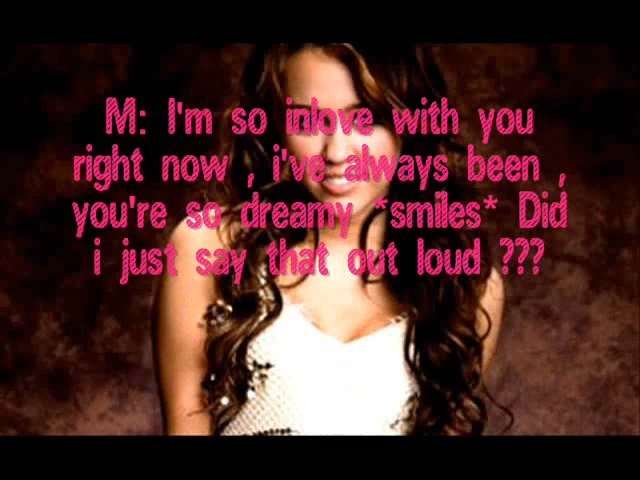 M: I'm so inlove with you
right now , i've always been ,
you're so dreamy *smiles* Did
i just say that out loud ???